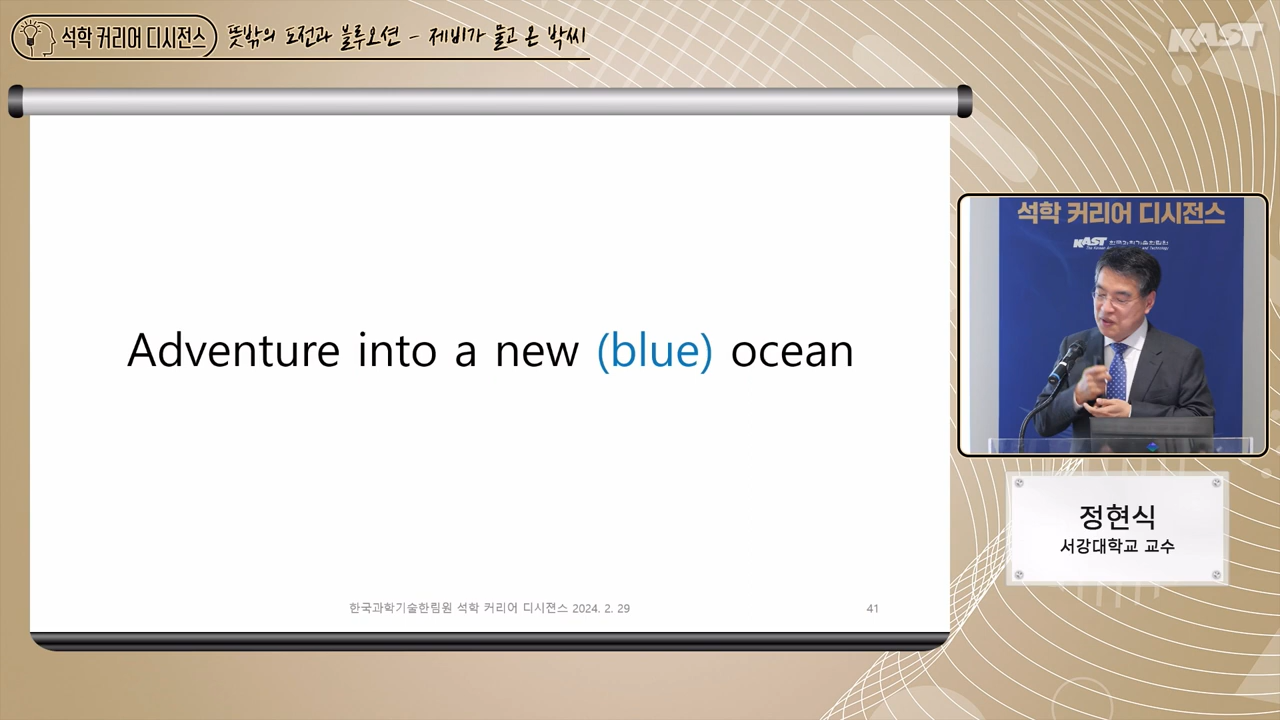 석학 커리어 디시전스
뜻밖의 도전과 블루오션 - 제비가 물고 온 박씨
KAST
Adventure into a new (blue) ocean
한국과학기술한림원 석학 커리어 디시젼스 2024. 2. 29
41
석학 커리어 디시전스
KAST
정현식
서강대학교 교수